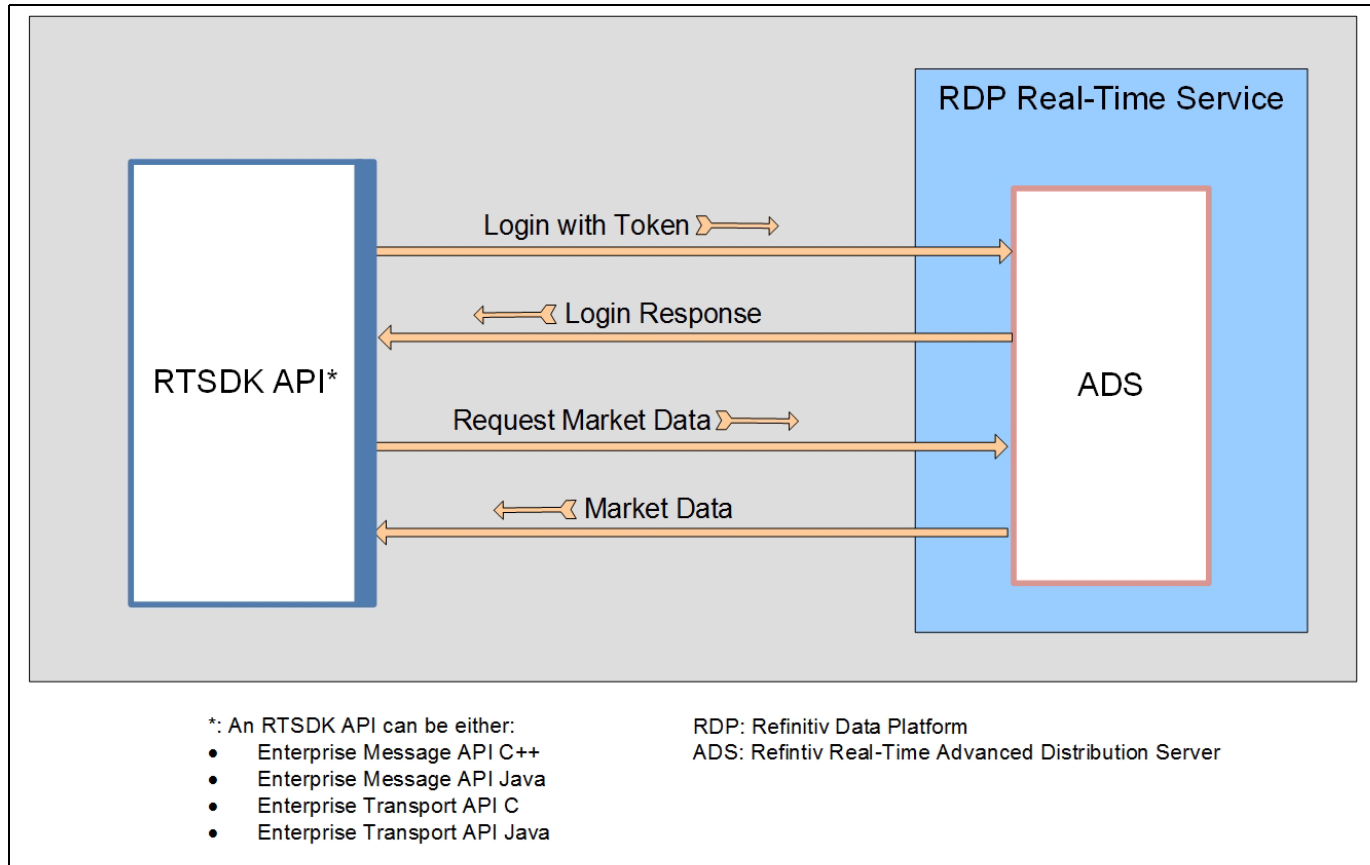 RDP Real-Time Service
Login with Token
Login Response
RTSDK API*
ADS
Request Market Data
Market Data
*: An RTSDK API can be either:
• Enterprise Message API C++
• Enterprise Message API Java
• Enterprise Transport API C
• Enterprise Transport API Java
RDP: Refinitiv Data Platform
ADS: Refintiv Real-Time Advanced Distribution Server